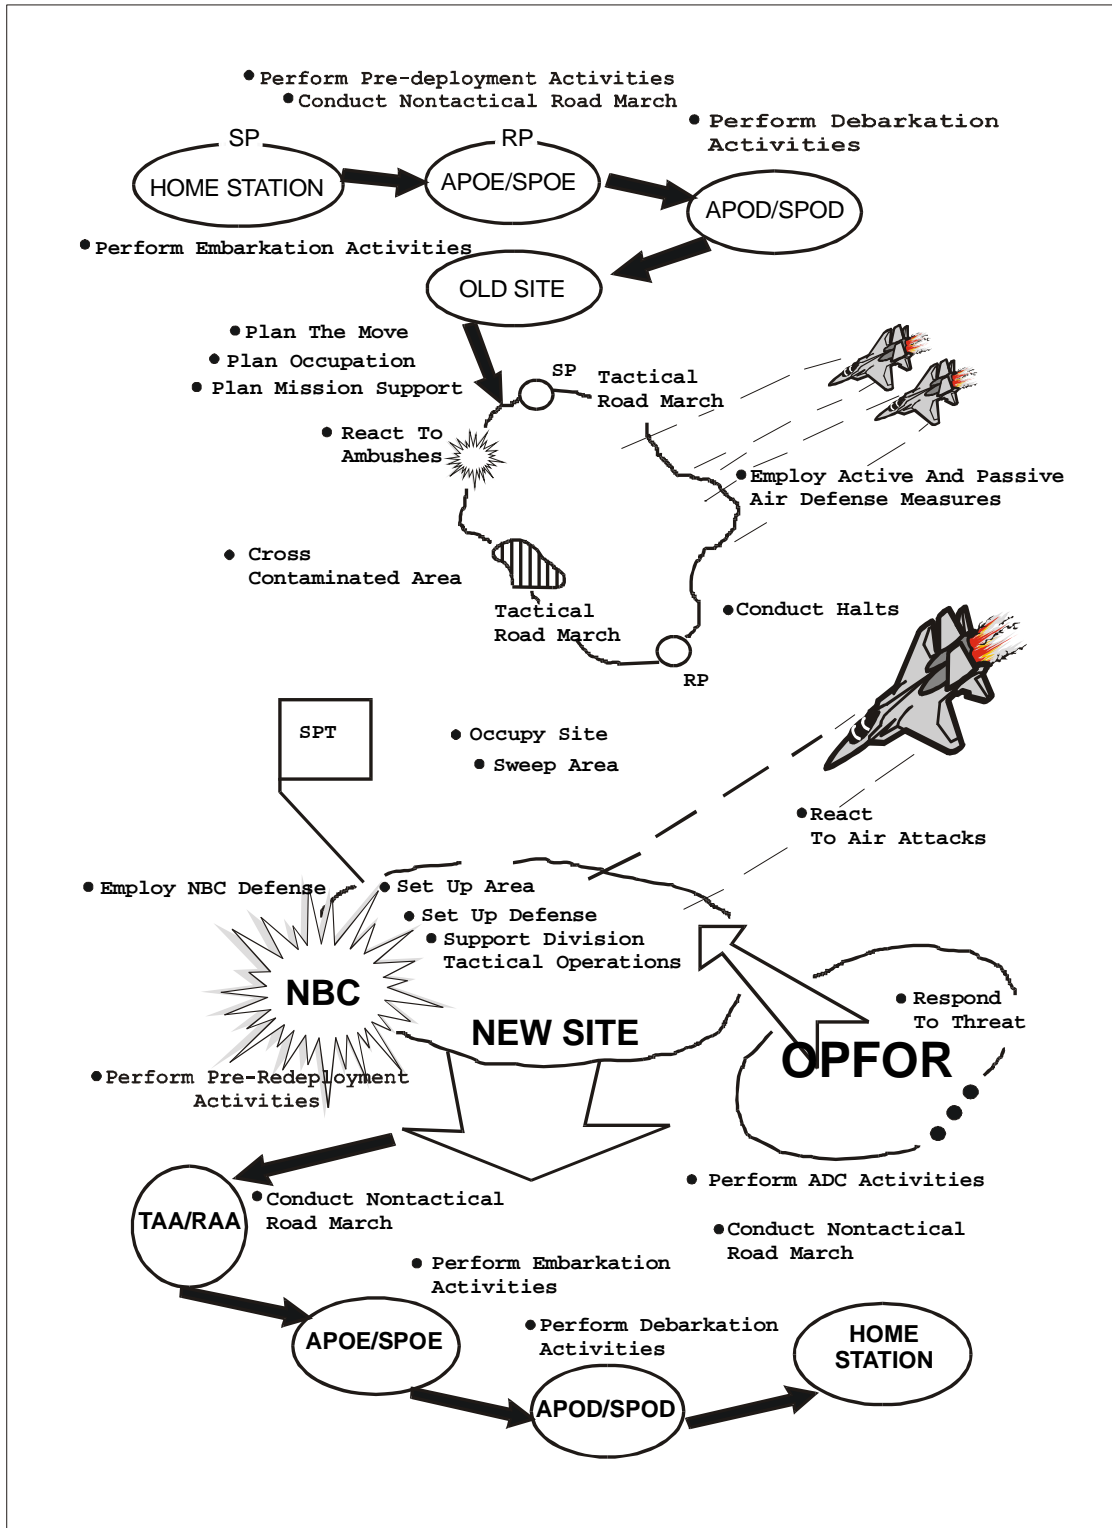 ● Perform Pre-deployment Activities
● Conduct Nontactical Road March
● Perform Debarkation
Activities
SP
RP
HOME STATION
APOE/SPOE
APOD/SPOD
● Perform Embarkation Activities
OLD SITE
● Plan The Move
● Plan Occupation
● Plan Mission Support
SP
Tactical
Road March
● React To
Ambushes
● Employ Active And Passive
Air Defense Measures
● Cross
Contaminated Area
Tactical
Road March
● Conduct Halts
RP
SPT
● Occupy Site
● Sweep Area
● React
To Air Attacks
● Employ NBC Defense
● Set Up Area
● Set Up Defense
● Support Division
Tactical Operations
NBC
NEW SITE
● Respond
To Threat
OPFOR
● Perform Pre-Redeployment
Activities
● Perform ADC Activities
TAA/RAA
● Conduct Nontactical
Road March
● Conduct Nontactical
Road March
● Perform Embarkation
Activities
APOE/SPOE
● Perform Debarkation
Activities
HOME
STATION
APOD/SPOD